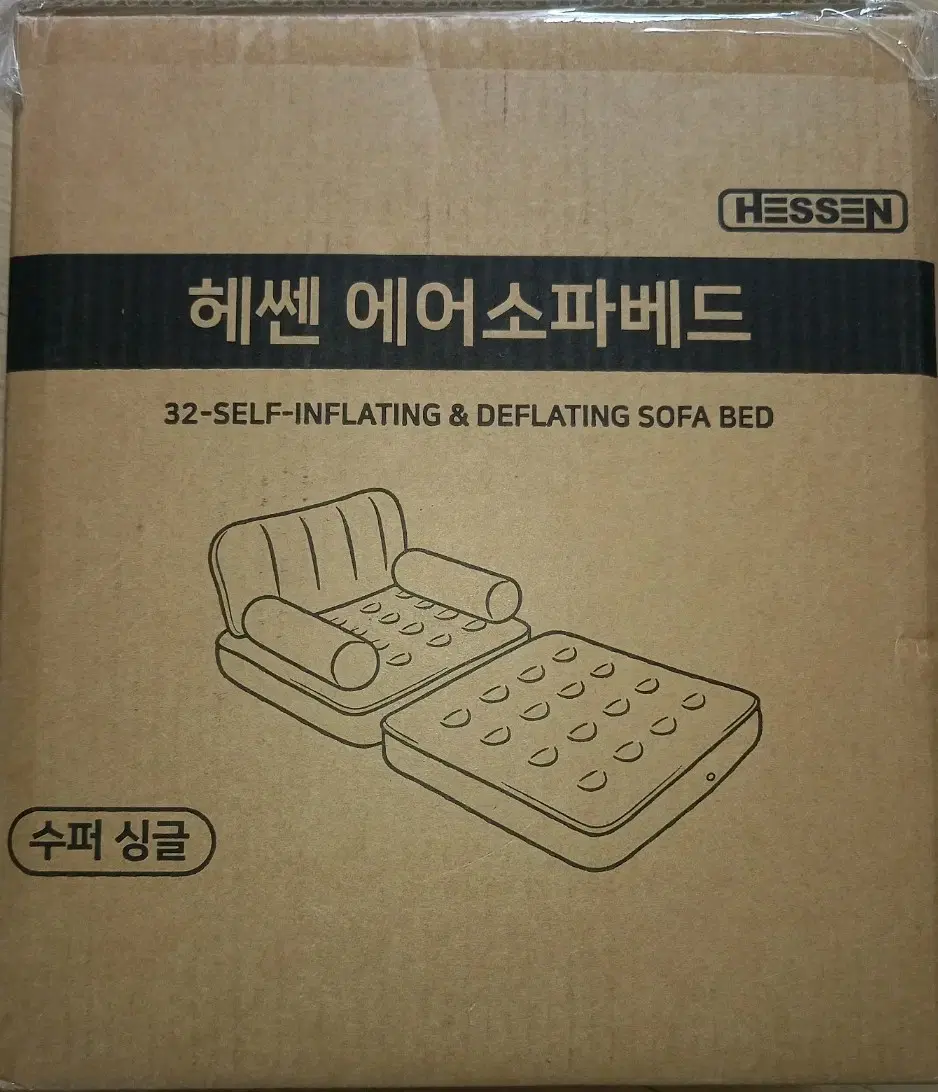 HESSEN
헤쎈 에어소파베드
32-SELF-INFLATING & DEFLATING SOFA BED
수퍼 싱글